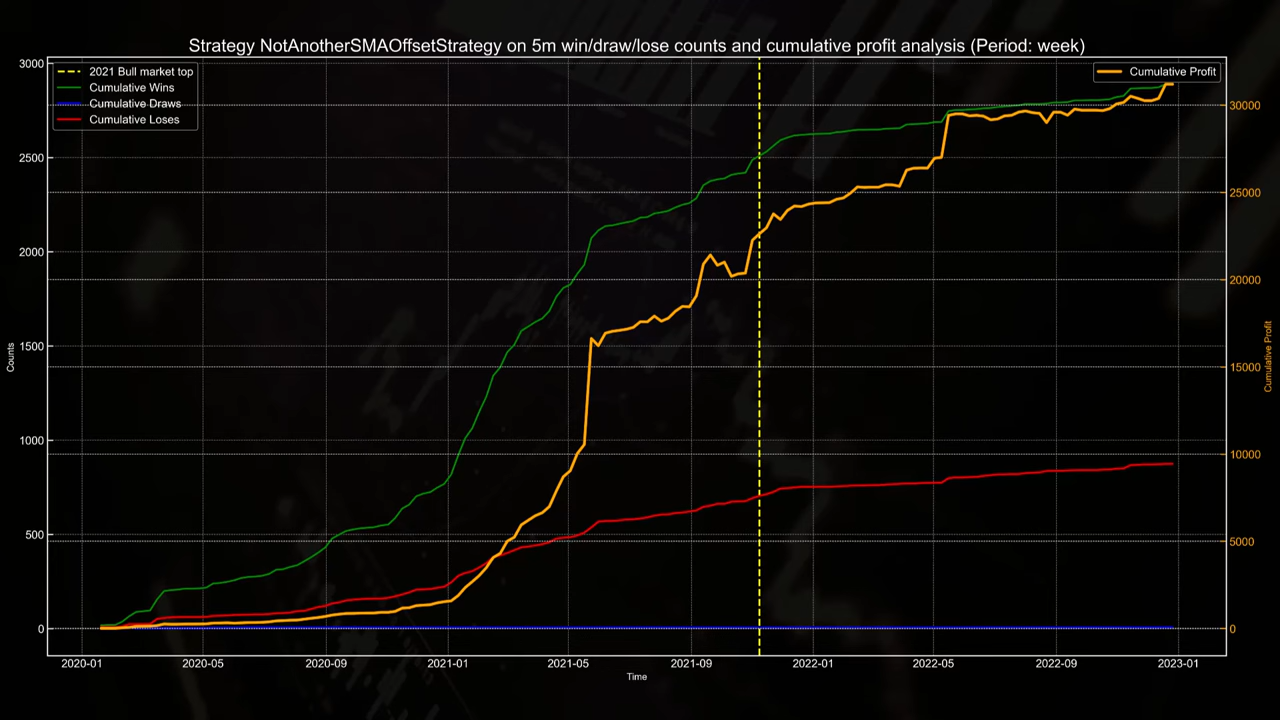 Strategy NotAnotherSMAOffsetStrategy on 5m win/draw/lose counts and cumulative profit analysis (Period: week)
2021 Bull market top
Cumulative Wins
Cumulative Draws
Cumulative Loses
Cumulative Profit
3000
2500
2000
1500
1000
500
0
Counts
30000
25000
20000
15000
10000
5000
0
Cumulative Profit
2020-01 2020-05 2020-09 2021-01 2021-05 2021-09 2022-01 2022-05 2022-09 2023-01
Time